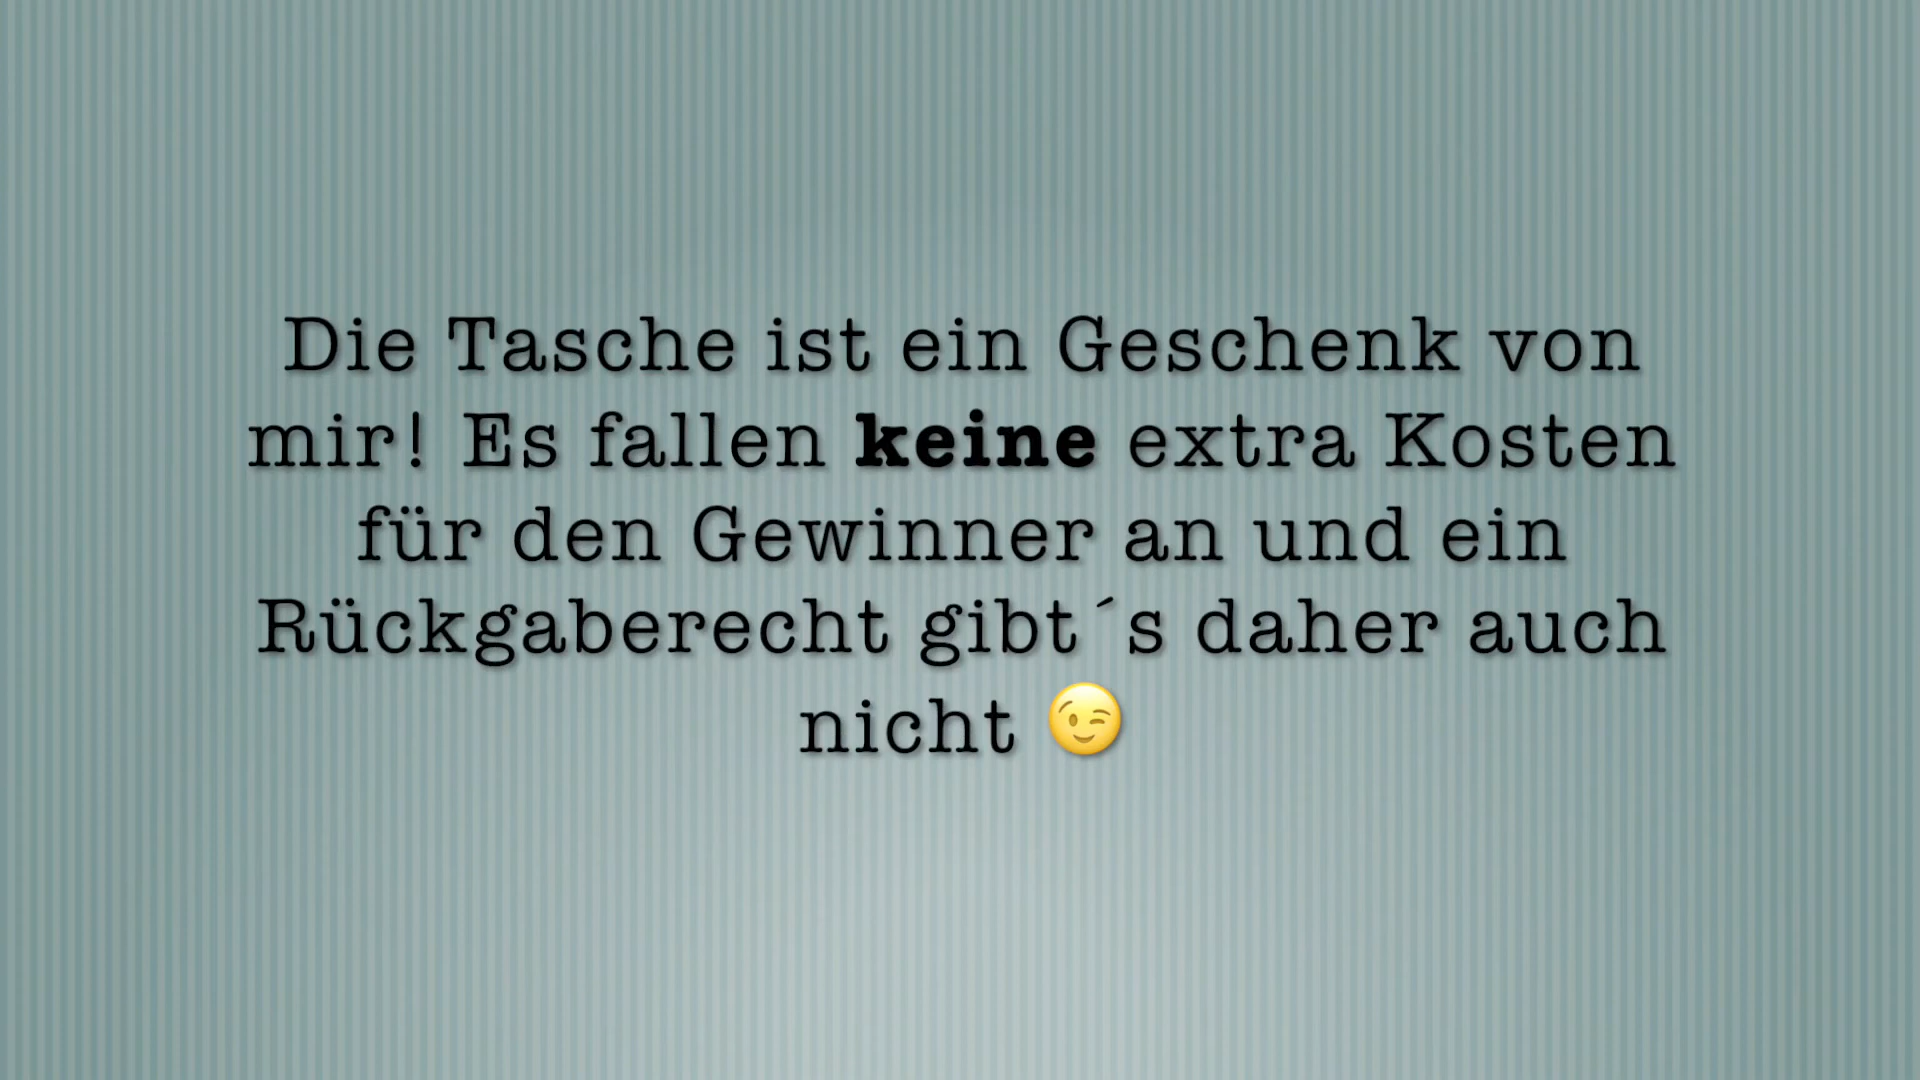 Die Tasche ist ein Geschenk von
mir! Es fallen keine extra Kosten
für den Gewinner an und ein
Rückgaberecht gibt´s daher auch
nicht 😉